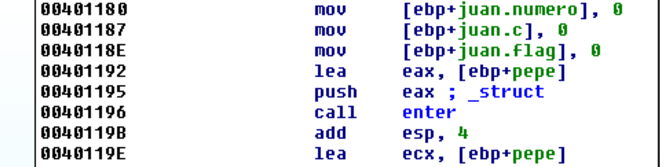 00401180 mov [ebp+juan.numero], 0
00401187 mov [ebp+juan.c], 0
0040118E mov [ebp+juan.flag], 0
00401192 lea eax, [ebp+pepe]
00401195 push eax ; _struct
00401196 call enter
0040119B add esp, 4
0040119E lea ecx, [ebp+pepe]